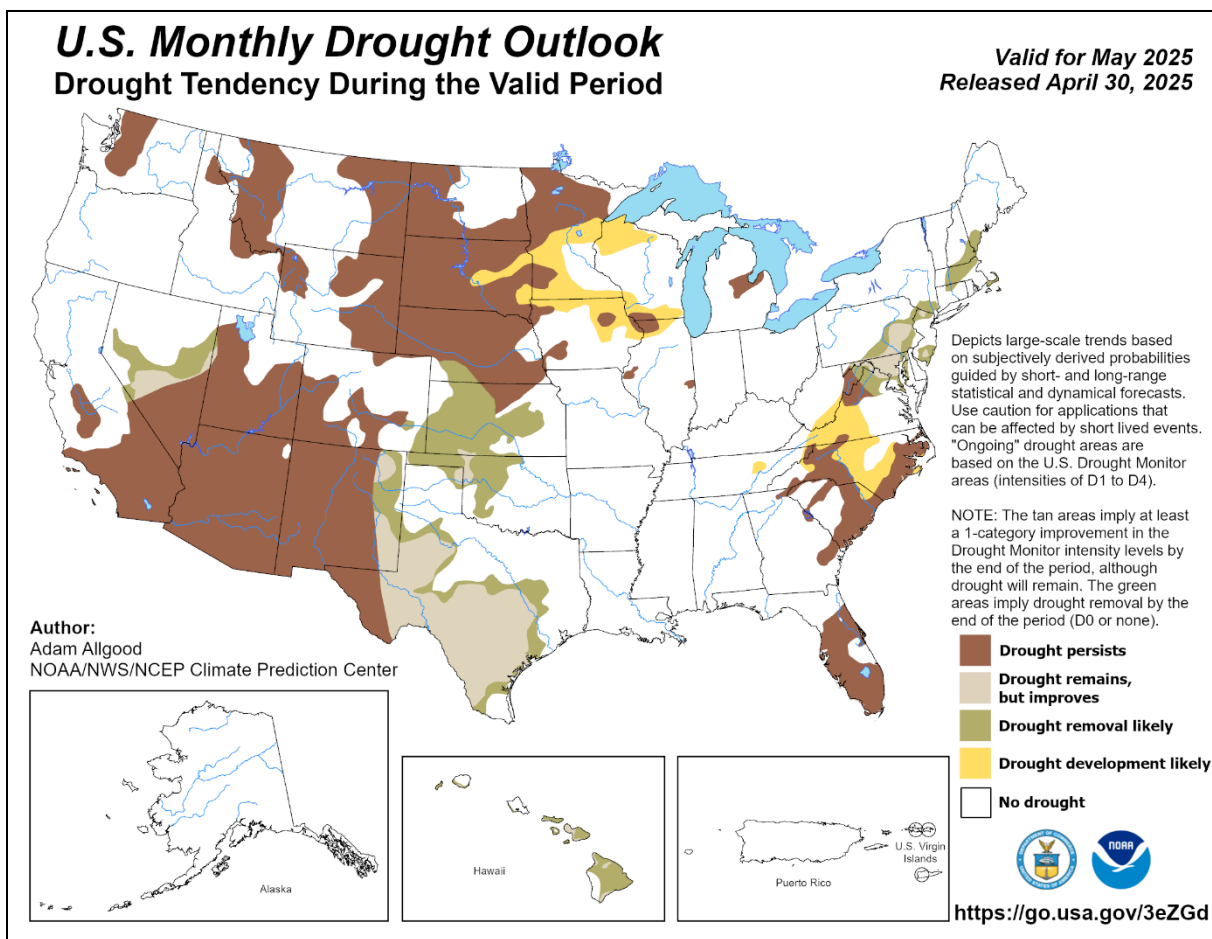 U.S. Monthly Drought Outlook
Drought Tendency During the Valid Period
Valid for May 2025
Released April 30, 2025
Depicts large-scale trends based
on subjectively derived probabilities
guided by short- and long-range
statistical and dynamical forecasts.
Use caution for applications that
can be affected by short lived events.
"Ongoing" drought areas are
based on the U.S. Drought Monitor
areas (intensities of D1 to D4).
NOTE: The tan areas imply at least
a 1-category improvement in the
Drought Monitor intensity levels by
the end of the period, although
drought will remain. The green
areas imply drought removal by the
end of the period (D0 or none).
Author:
Adam Allgood
NOAA/NWS/NCEP Climate Prediction Center
Drought persists
Drought remains,
but improves
Drought removal likely
Drought development likely
No drought
Alaska
Hawaii
Puerto Rico
U.S. Virgin
Islands
NOAA
https://go.usa.gov/3eZGd